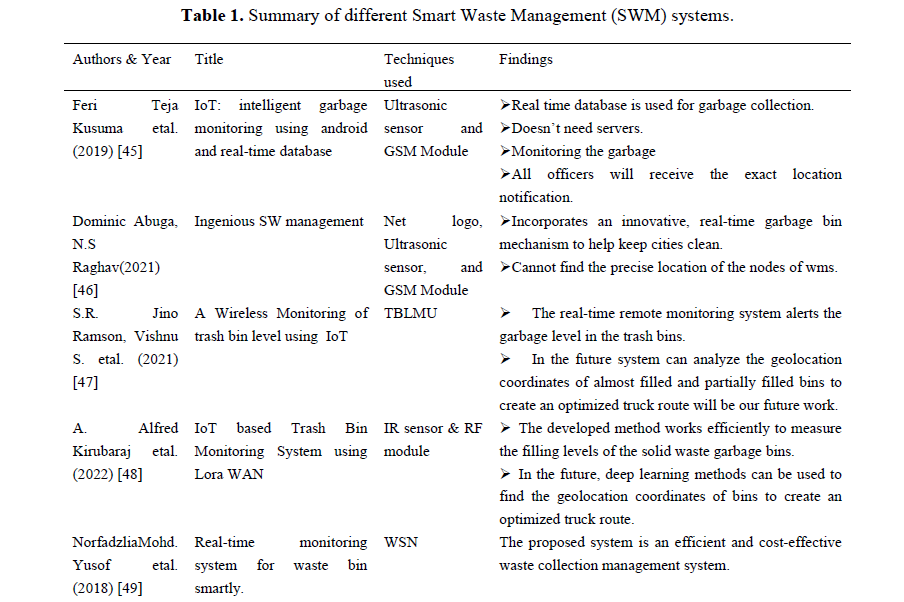 Table 1. Summary of different Smart Waste Management (SWM) systems.
Authors & Year Title Techniques used Findings
Feri Teja Kusuma etal. (2019) [45]
IoT: intelligent garbage monitoring using android and real-time database
Ultrasonic sensor and GSM Module
➢Real time database is used for garbage collection.
➢Doesn’t need servers.
➢Monitoring the garbage
➢All officers will receive the exact location notification.
Dominic Abuga, N.S Raghav(2021) [46]
Ingenious SW management
Net logo, Ultrasonic sensor, and GSM Module
➢Incorporates an innovative, real-time garbage bin mechanism to help keep cities clean.
➢Cannot find the precise location of the nodes of wms.
S.R. Jino Ramson, Vishnu S. etal. (2021) [47]
A Wireless Monitoring of trash bin level using IoT
TBLMU
➢ The real-time remote monitoring system alerts the garbage level in the trash bins.
➢ In the future system can analyze the geolocation coordinates of almost filled and partially filled bins to create an optimized truck route will be our future work.
A. Alfred Kirubaraj etal. (2022) [48]
IoT based Trash Bin Monitoring System using Lora WAN
IR sensor & RF module
➢ The developed method works efficiently to measure the filling levels of the solid waste garbage bins.
➢ In the future, deep learning methods can be used to find the geolocation coordinates of bins to create an optimized truck route.
NorfadzliaMohd. Yusof etal. (2018) [49]
Real-time monitoring system for waste bin smartly.
WSN
The proposed system is an efficient and cost-effective waste collection management system.